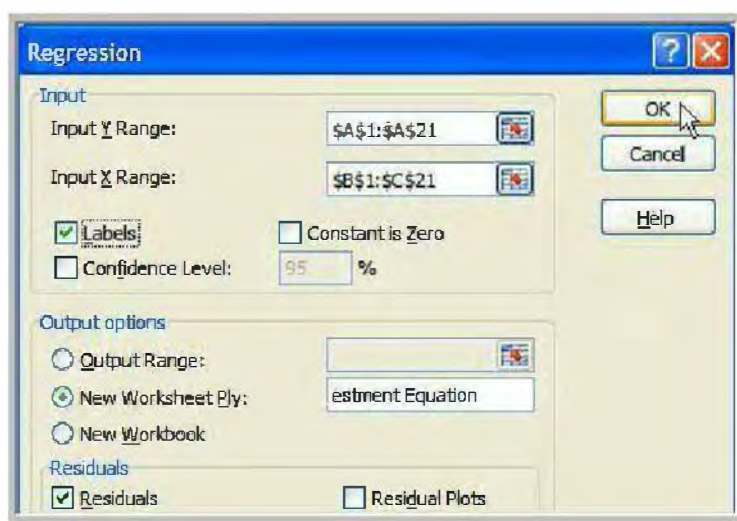 Regression
Input
Input Y Range: $A$1:$A$21
Input X Range: $B$1:$C$21
Labels Constant is Zero
Confidence Level: 95 %
OK
Cancel
Help
Output options
Output Range:
New Worksheet Ply: estment Equation
New Workbook
Residuals
Residuals Residual Plots